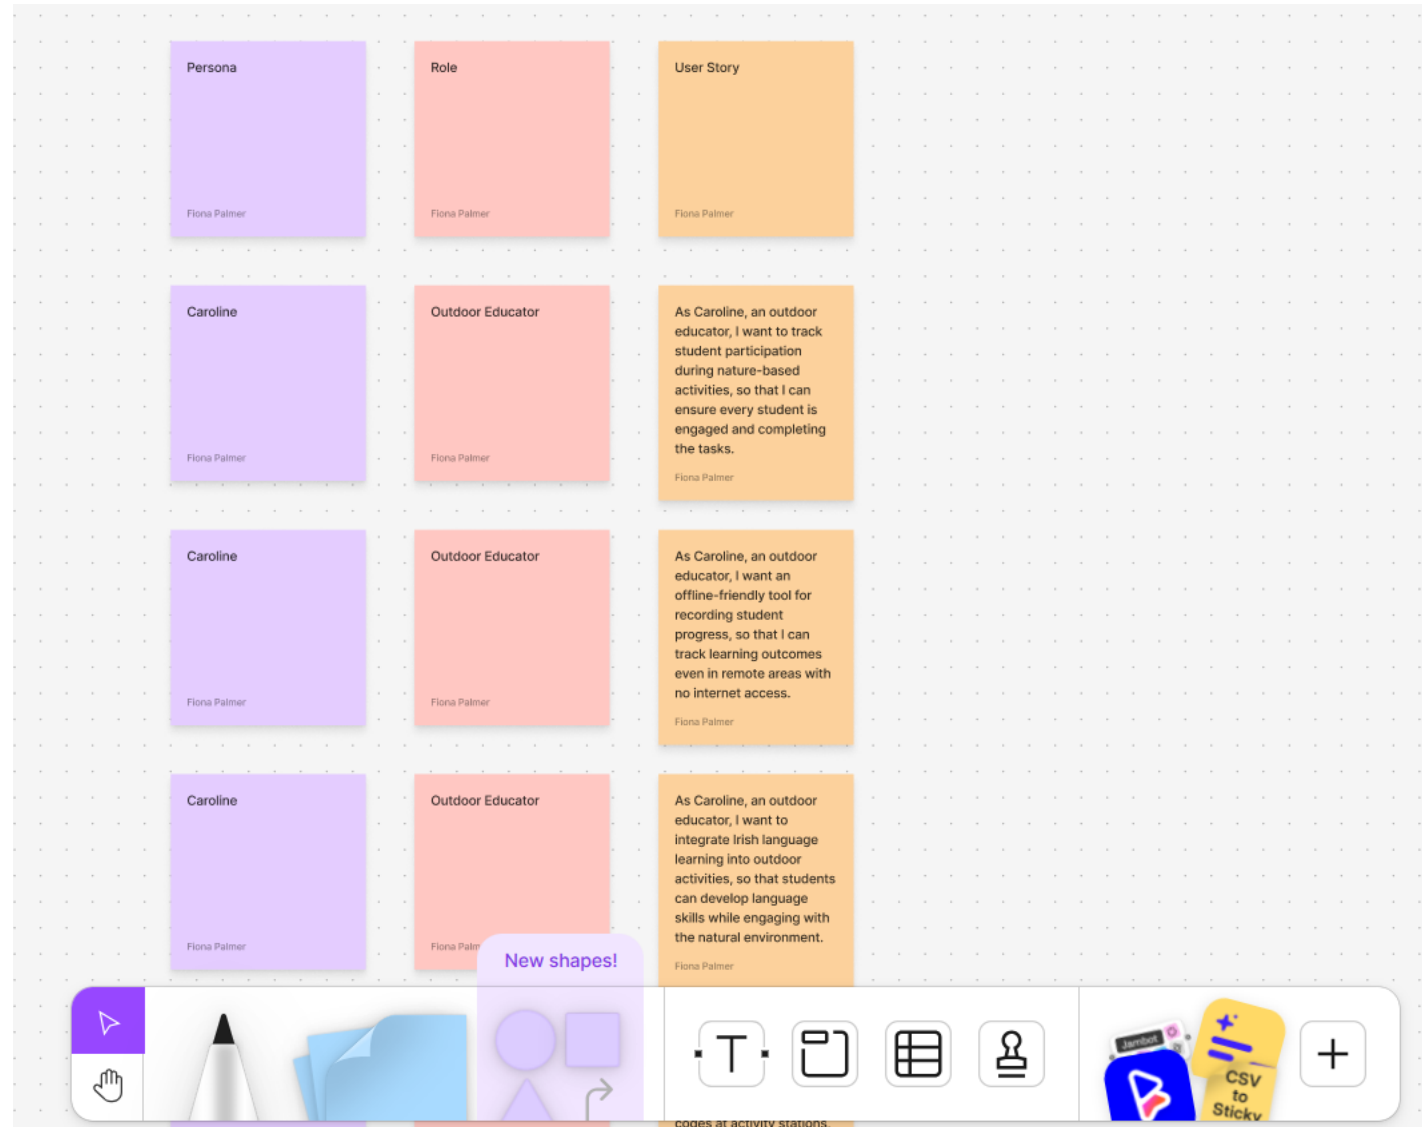 Persona
Fiona Palmer
Role
Fiona Palmer
User Story
Fiona Palmer
Caroline
Fiona Palmer
Outdoor Educator
Fiona Palmer
As Caroline, an outdoor
educator, I want to track
student participation
during nature-based
activities, so that I can
ensure every student is
engaged and completing
the tasks.
Fiona Palmer
Caroline
Fiona Palmer
Outdoor Educator
Fiona Palmer
As Caroline, an outdoor
educator, I want an
offline-friendly tool for
recording student
progress, so that I can
track learning outcomes
even in remote areas with
no internet access.
Fiona Palmer
Caroline
Fiona Palmer
Outdoor Educator
Fiona Palm
As Caroline, an outdoor
educator, I want to
integrate Irish language
learning into outdoor
activities, so that students
can develop language
skills while engaging with
the natural environment.
Fiona Palmer
New shapes!
T
Jambot
CSV
to
Sticky
codes at activity stations,